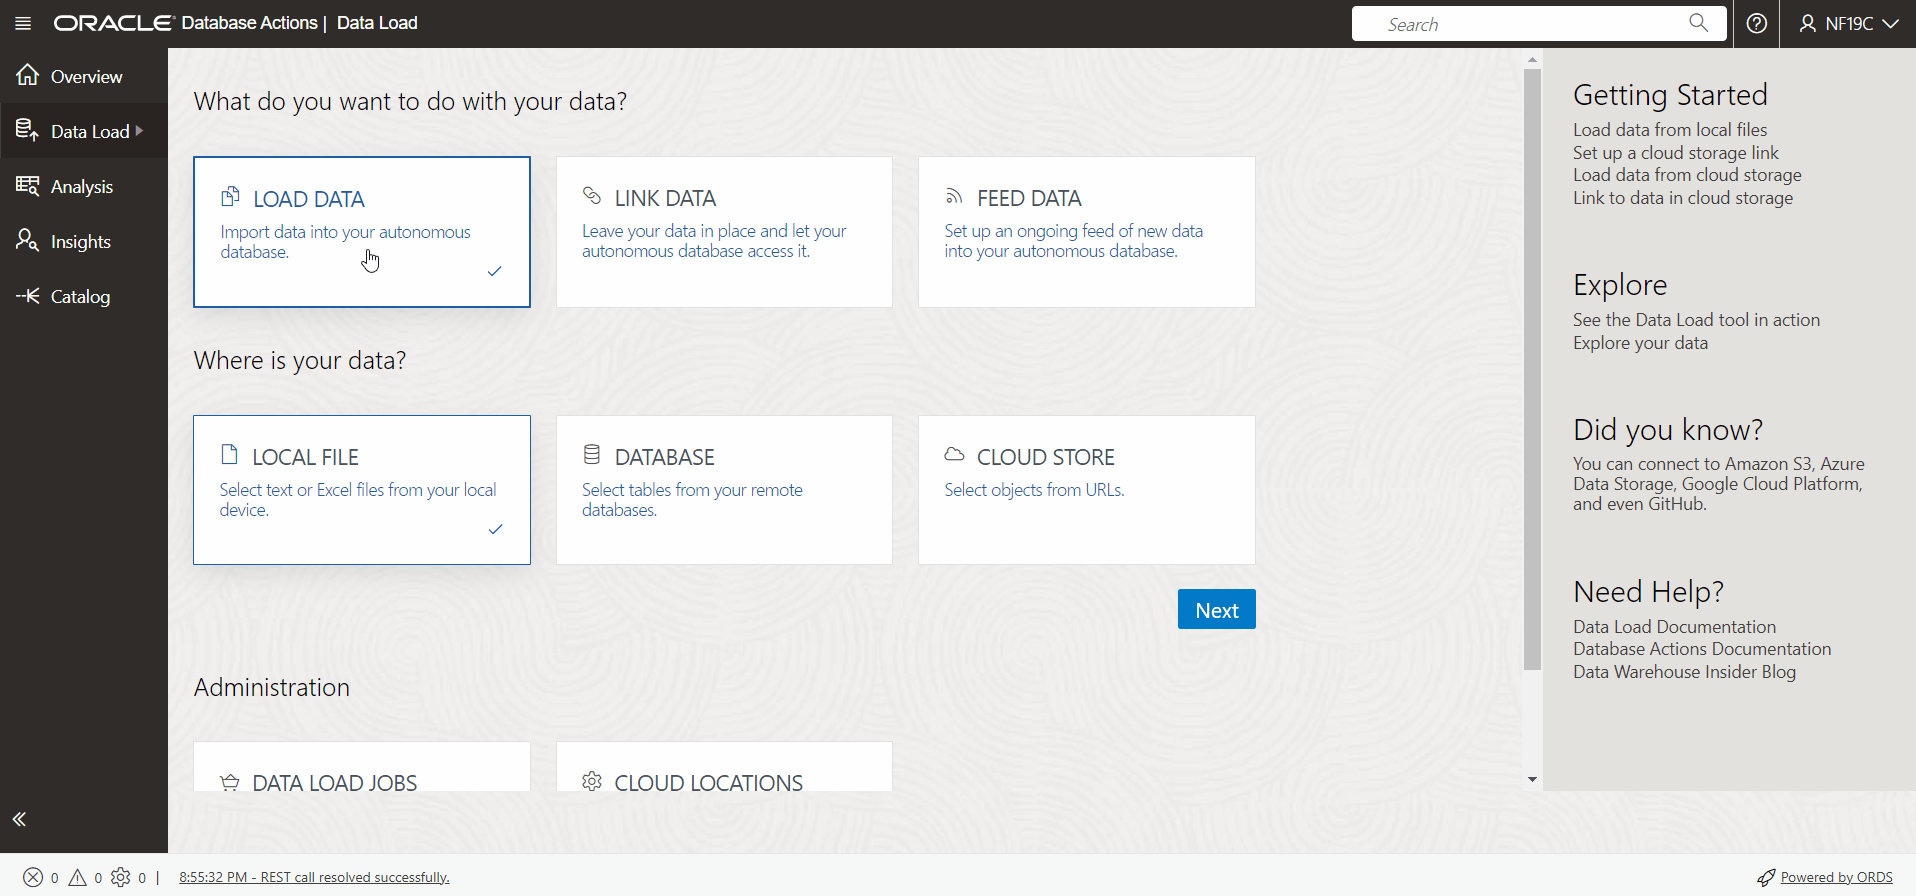 ORACLE Database Actions | Data Load
Search
NF19C
Overview
Data Load
Analysis
Insights
Catalog
What do you want to do with your data?
LOAD DATA
Import data into your autonomous
database.
LINK DATA
Leave your data in place and let your
autonomous database access it.
FEED DATA
Set up an ongoing feed of new data
into your autonomous database.
Where is your data?
LOCAL FILE
Select text or Excel files from your local
device.
DATABASE
Select tables from your remote
databases.
CLOUD STORE
Select objects from URLs.
Next
Administration
DATA LOAD JOBS
CLOUD LOCATIONS
Getting Started
Load data from local files
Set up a cloud storage link
Load data from cloud storage
Link to data in cloud storage
Explore
See the Data Load tool in action
Explore your data
Did you know?
You can connect to Amazon S3, Azure
Data Storage, Google Cloud Platform,
and even GitHub.
Need Help?
Data Load Documentation
Database Actions Documentation
Data Warehouse Insider Blog
0 0 0 | 8:55:32 PM - REST call resolved successfully.
Powered by ORDS